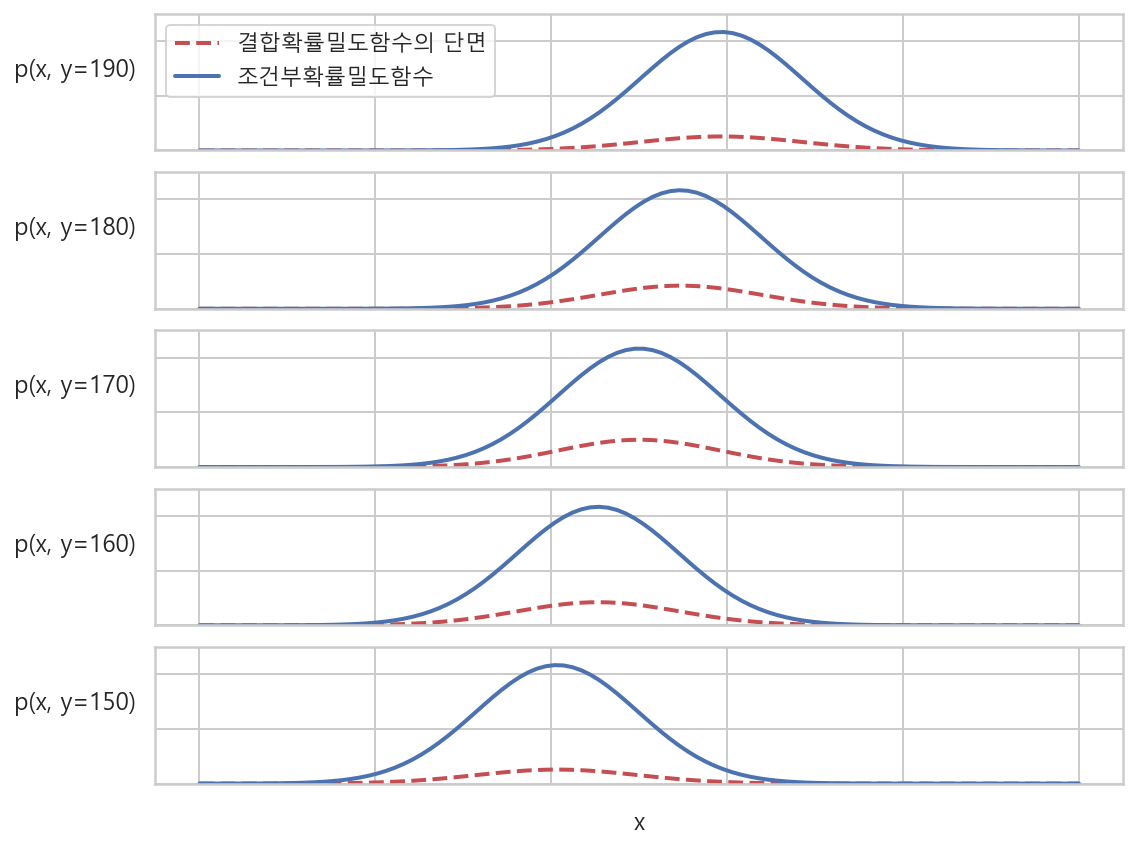 결합확률밀도함수의 단면
조건부확률밀도함수
p(x, y=190)
p(x, y=180)
p(x, y=170)
p(x, y=160)
p(x, y=150)
x